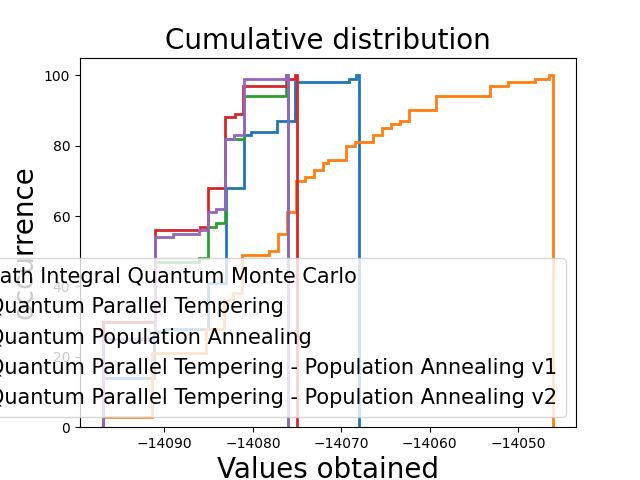 Cumulative distribution
100
80
60
40
20
0
occurrence
ath Integral Quantum Monte Carlo
Quantum Parallel Tempering
Quantum Population Annealing
Quantum Parallel Tempering - Population Annealing v1
Quantum Parallel Tempering - Population Annealing v2
−14090
−14080
−14070
−14060
−14050
Values obtained